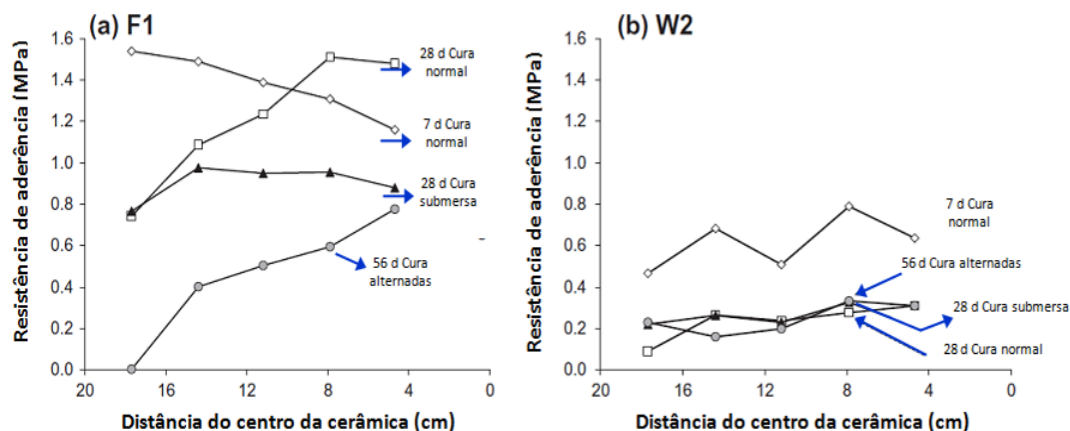 (a) F1
Resistência de aderência (MPa)
1.6
1.4
1.2
1.0
0.8
0.6
0.4
0.2
0.0
20
16
12
8
4
0
Distância do centro da cerâmica (cm)
28 d Cura
normal
7 d Cura
normal
28 d Cura
submersa
56 d Cura
alternadas
(b) W2
Resistência de aderência (MPa)
1.6
1.4
1.2
1.0
0.8
0.6
0.4
0.2
0.0
20
16
12
8
4
0
Distância do centro da cerâmica (cm)
7 d Cura
normal
56 d Cura alternadas
28 d Cura submersa
28 d Cura normal